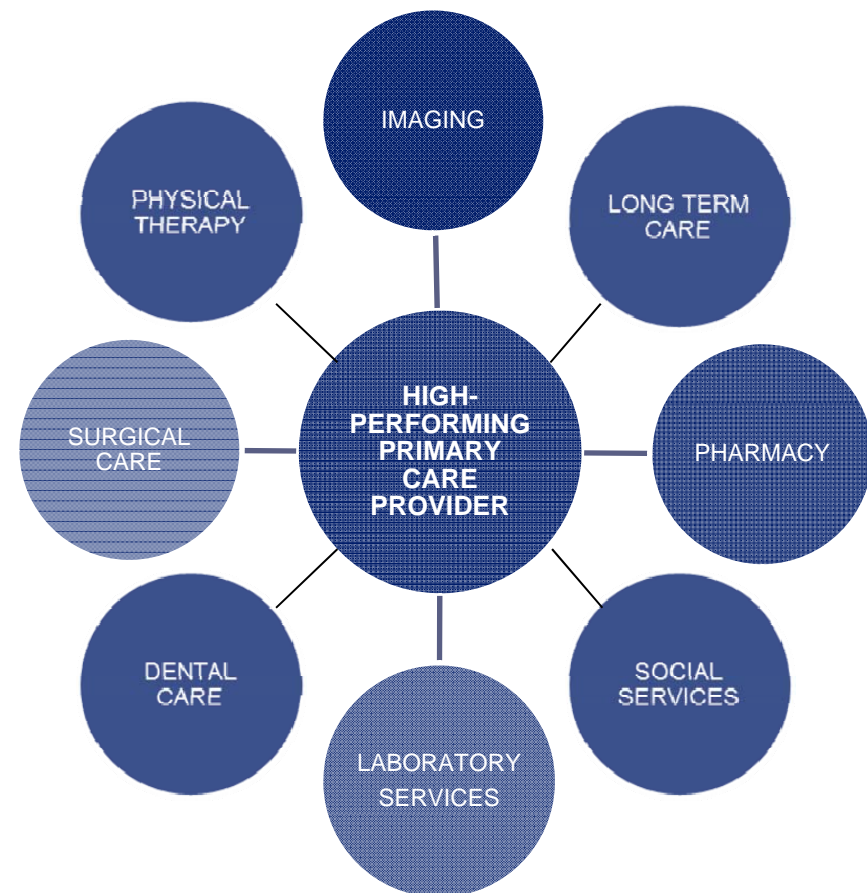 IMAGING
PHYSICAL
THERAPY
LONG TERM
CARE
HIGH-
PERFORMING
PRIMARY
CARE
PROVIDER
SURGICAL
CARE
PHARMACY
DENTAL
CARE
SOCIAL
SERVICES
LABORATORY
SERVICES